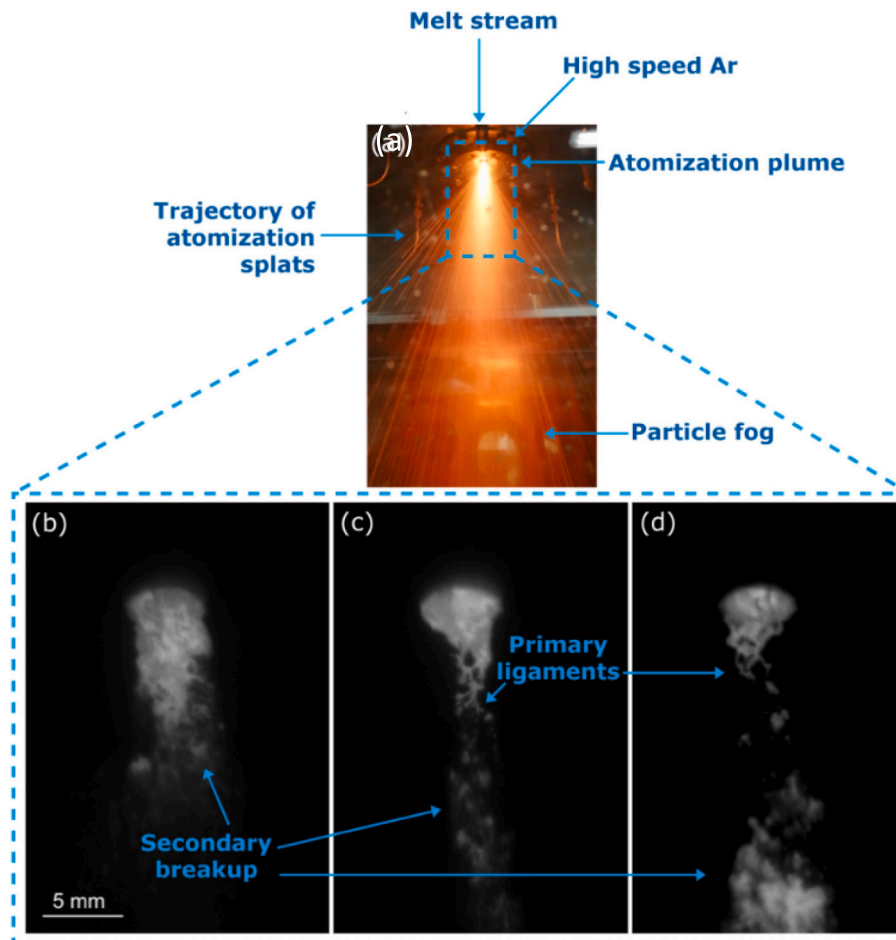 Melt stream
High speed Ar
(a)
Atomization plume
Trajectory of
atomization
splats
Particle fog
(b)
(c)
(d)
Primary
ligaments
Secondary
breakup
5 mm